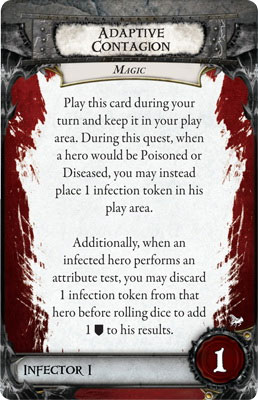 Adaptive
Contagion
Magic
Play this card during your
turn and keep it in your play
area. During this quest, when
a hero would be Poisoned or
Diseased, you may instead
place 1 infection token in his
play area.
Additionally, when an
infected hero performs an
attribute test, you may discard
1 infection token from that
hero before rolling dice to add
1 to his results.
Infector I
1